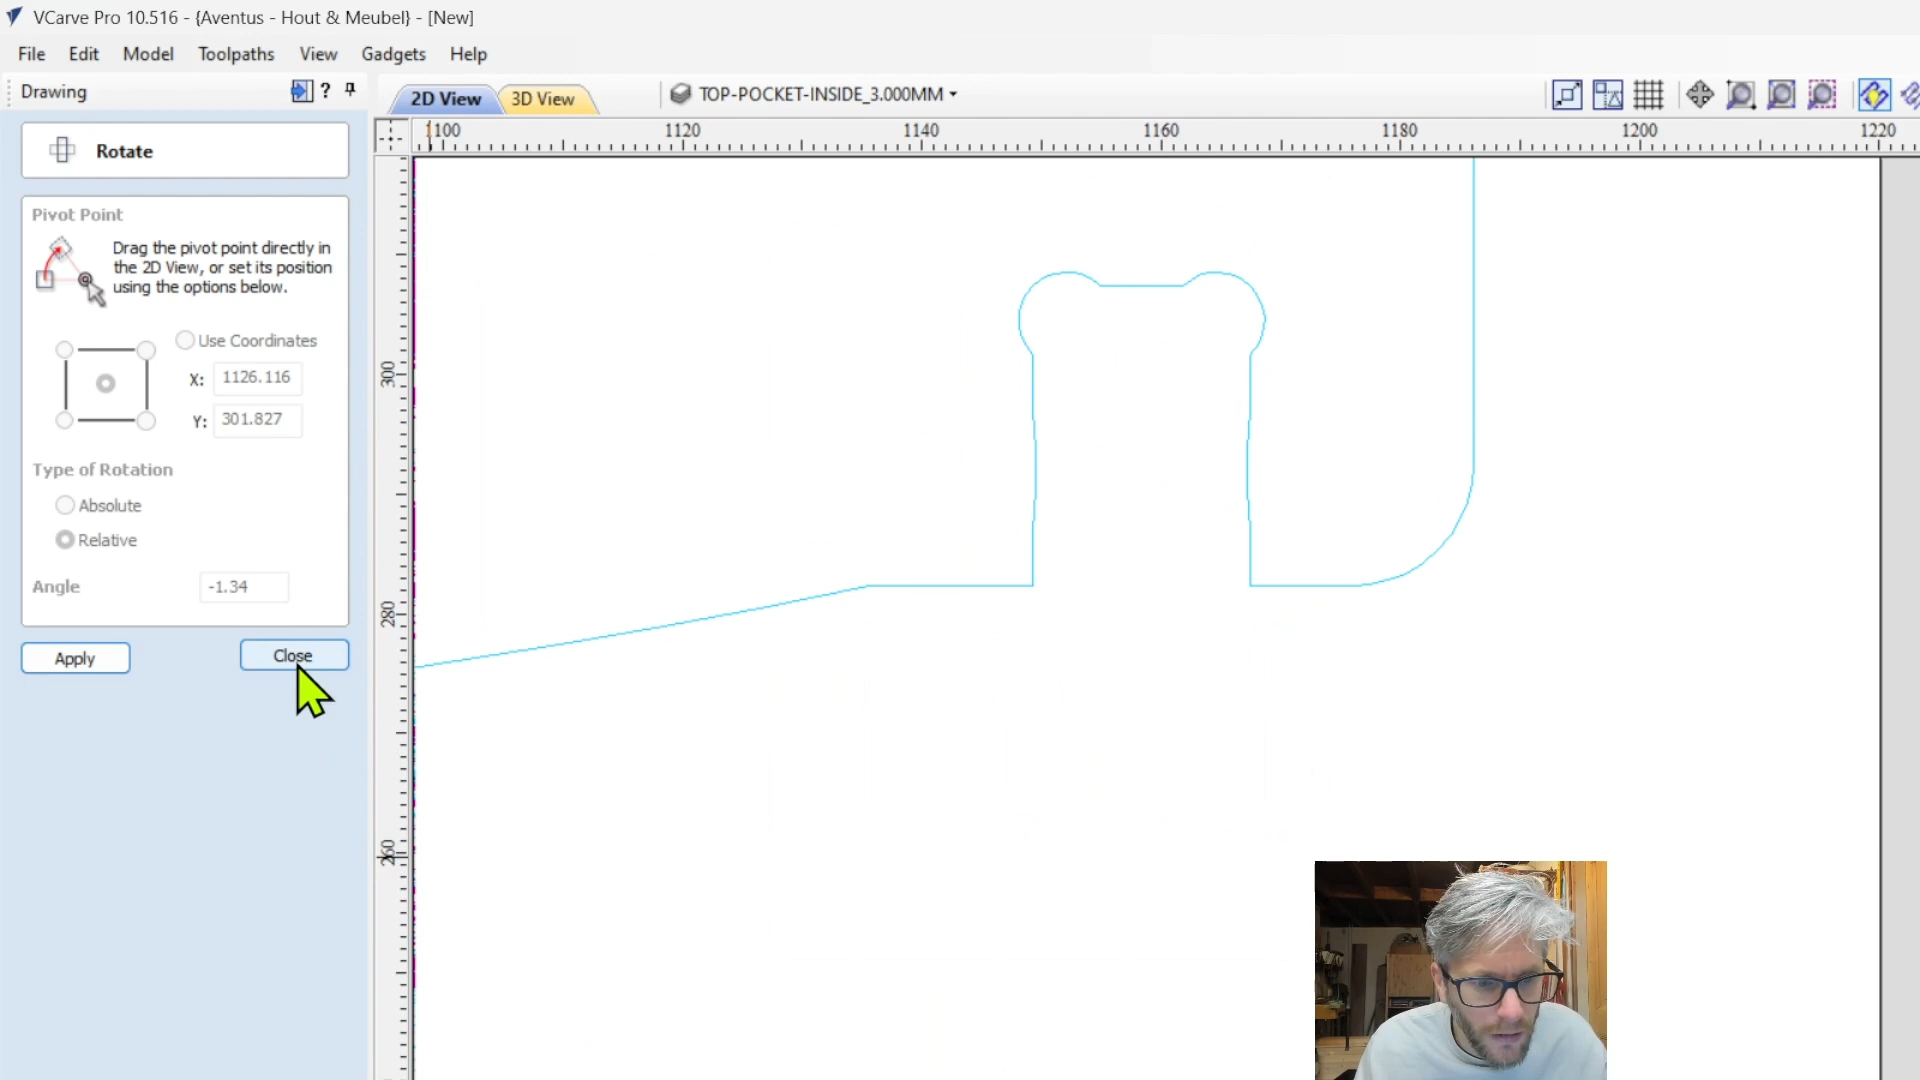 VCarve Pro 10.516 - {Aventus - Hout & Meubel} - [New]
File Edit Model Toolpaths View Gadgets Help
Drawing ?
2D View 3D View TOP-POCKET-INSIDE_3.000MM
1100 1120 1140 1160 1180 1200 1220
Rotate
Pivot Point
Drag the pivot point directly in
the 2D View, or set its position
using the options below.
Use Coordinates
X: 1126.116
Y: 301.827
Type of Rotation
Absolute
Relative
Angle -1.34
Apply Close
300
280
260